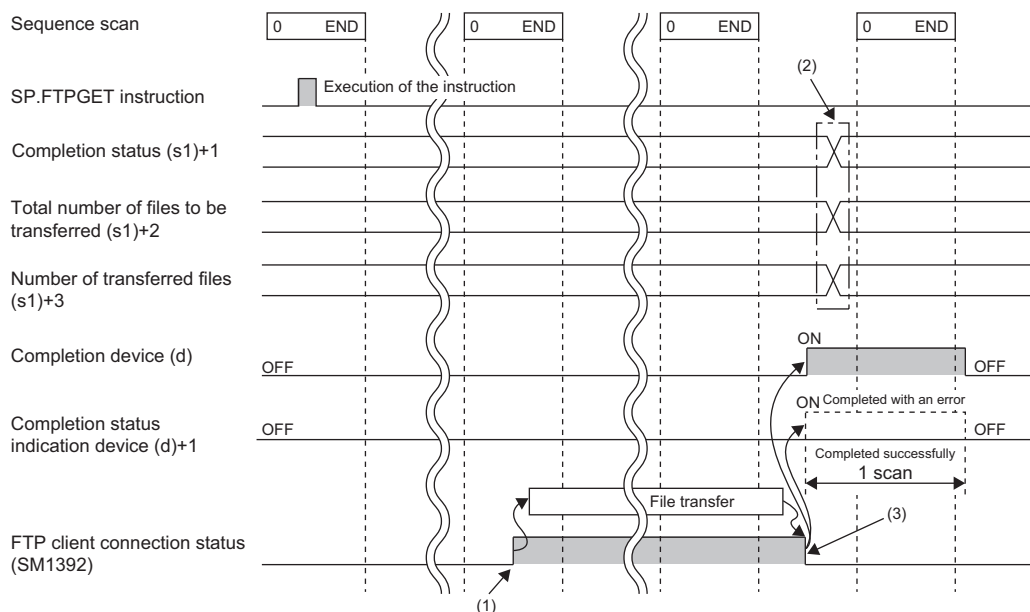 Sequence scan
0 END
0 END
0 END
0 END
SP.FTPGET instruction
Execution of the instruction
(2)
Completion status (s1)+1
Total number of files to be
transferred (s1)+2
Number of transferred files
(s1)+3
Completion device (d)
OFF
ON
OFF
Completion status
indication device (d)+1
OFF
ON
Completed with an error
OFF
Completed successfully
1 scan
File transfer
(3)
FTP client connection status
(SM1392)
(1)